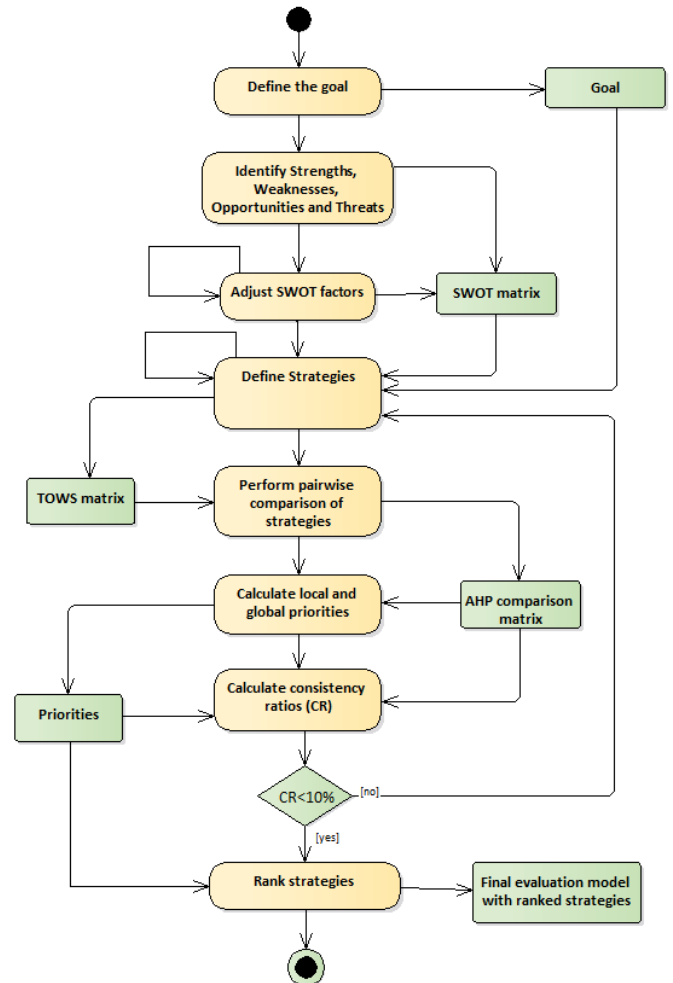 Define the goal
Goal
Identify Strengths,
Weaknesses,
Opportunities and Threats
Adjust SWOT factors
SWOT matrix
Define Strategies
TOWS matrix
Perform pairwise
comparison of
strategies
Calculate local and
global priorities
AHP comparison
matrix
Priorities
Calculate consistency
ratios (CR)
CR<10%
[no]
[yes]
Rank strategies
Final evaluation model
with ranked strategies